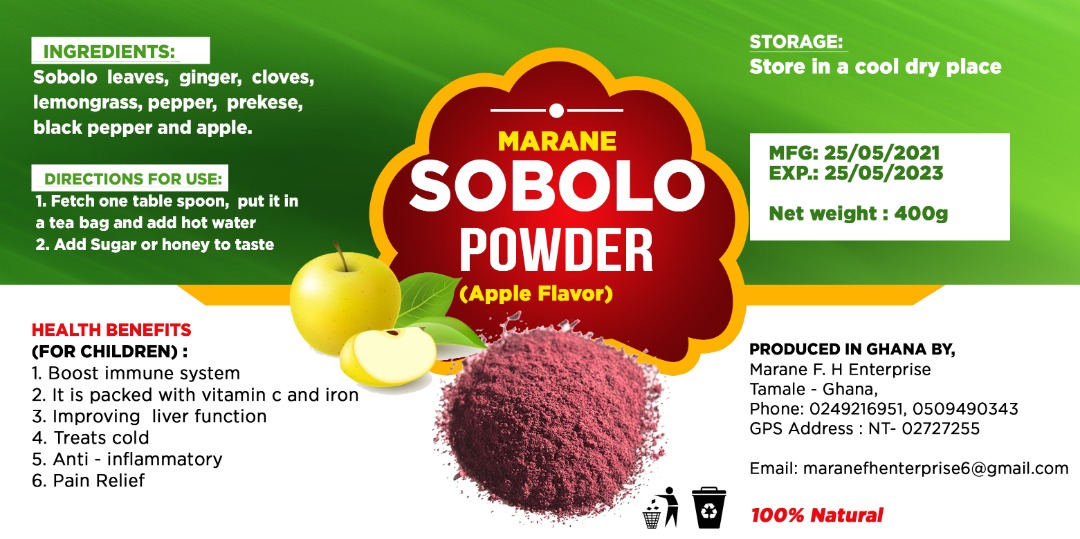 INGREDIENTS:
Sobolo leaves, ginger, cloves,
lemongrass, pepper, prekese,
black pepper and apple.
DIRECTIONS FOR USE:
1. Fetch one table spoon, put it in
a tea bag and add hot water
2. Add Sugar or honey to taste
HEALTH BENEFITS
(FOR CHILDREN) :
1. Boost immune system
2. It is packed with vitamin c and iron
3. Improving liver function
4. Treats cold
5. Anti - inflammatory
6. Pain Relief
MARANE
SOBOLO
POWDER
(Apple Flavor)
STORAGE:
Store in a cool dry place
MFG: 25/05/2021
EXP.: 25/05/2023
Net weight : 400g
PRODUCED IN GHANA BY,
Marane F. H Enterprise
Tamale - Ghana,
Phone: 0249216951, 0509490343
GPS Address : NT- 02727255
Email: maranefhenterprise6@gmail.com
100% Natural